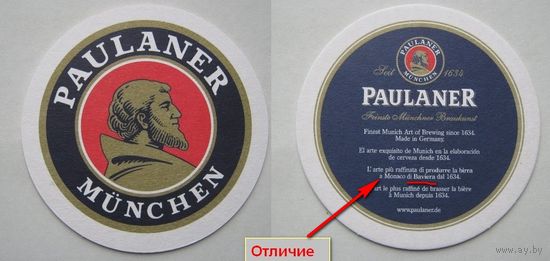 PAULANER
MÜNCHEN
PAULANER
MÜNCHEN
Seit 1634
PAULANER
Feinste Münchner Braukunst
Finest Munich Art of Brewing since 1634.
Made in Germany.
El arte exquisito de Munich en la elaboración
de cerveza desde 1634.
L'arte più raffinata di produrre la birra
a Monaco di Baviera dal 1634.
art le plus raffiné de brasser la bière
à Munich depuis 1634.
www.paulaner.de
Отличие
www.ay.by